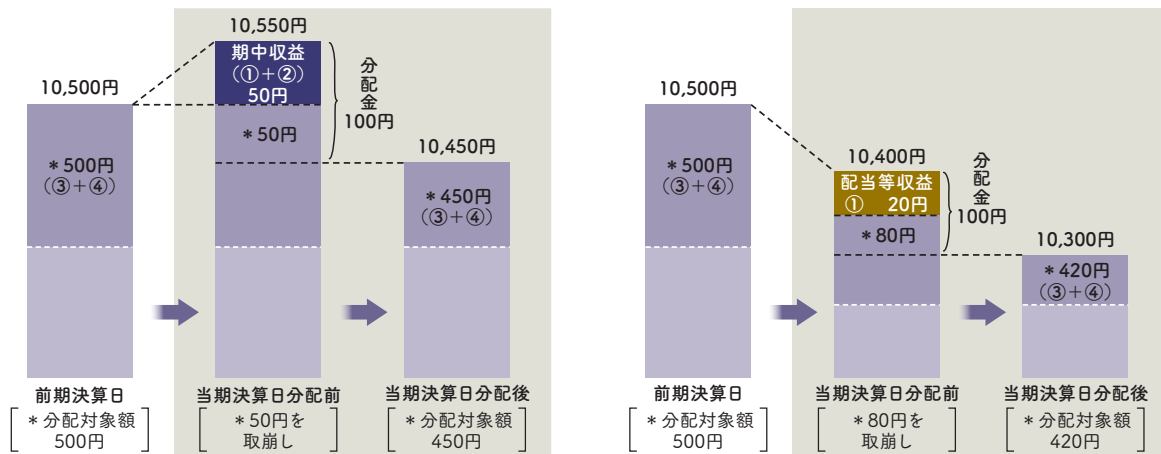 10,500円
*500円
(③+④)
10,550円
期中収益
(①+②)
50円
*50円
分配金
100円
10,450円
*450円
(③+④)
前期決算日
*分配対象額
500円
当期決算日分配前
*50円を
取崩し
当期決算日分配後
*分配対象額
450円
10,500円
*500円
(③+④)
10,400円
配当等収益
① 20円
*80円
分配金
100円
10,300円
*420円
(③+④)
前期決算日
*分配対象額
500円
当期決算日分配前
*80円を
取崩し
当期決算日分配後
*分配対象額
420円